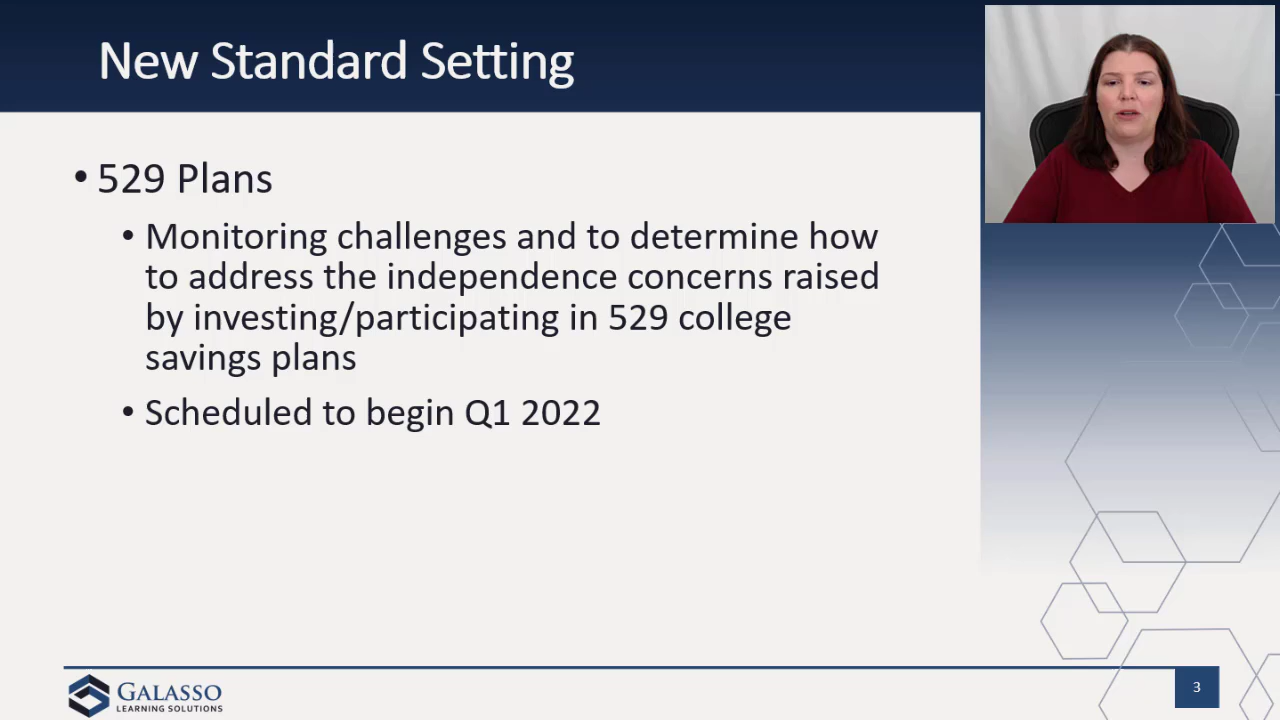 New Standard Setting
• 529 Plans
• Monitoring challenges and to determine how
to address the independence concerns raised
by investing/participating in 529 college
savings plans
• Scheduled to begin Q1 2022
GALASSO
LEARNING SOLUTIONS
3